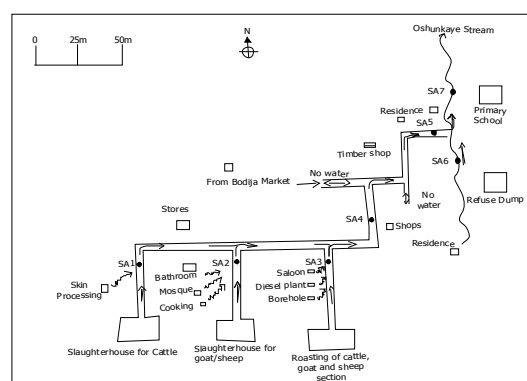 Oshunkaye Stream
0 25m 50m
N
SA7
Residence
Primary
School
SA5
Timber shop
SA6
No water
From Bodija Market
No
water
Refuse Dump
Stores
SA4
Shops
Residence
SA1
SA2
SA3
Bathroom
Saloon
Skin
Processing
Mosque
Diesel plant
Cooking
Borehole
Slaughterhouse for Cattle
Slaughterhouse for
goat/sheep
Roasting of cattle,
goat and sheep
section